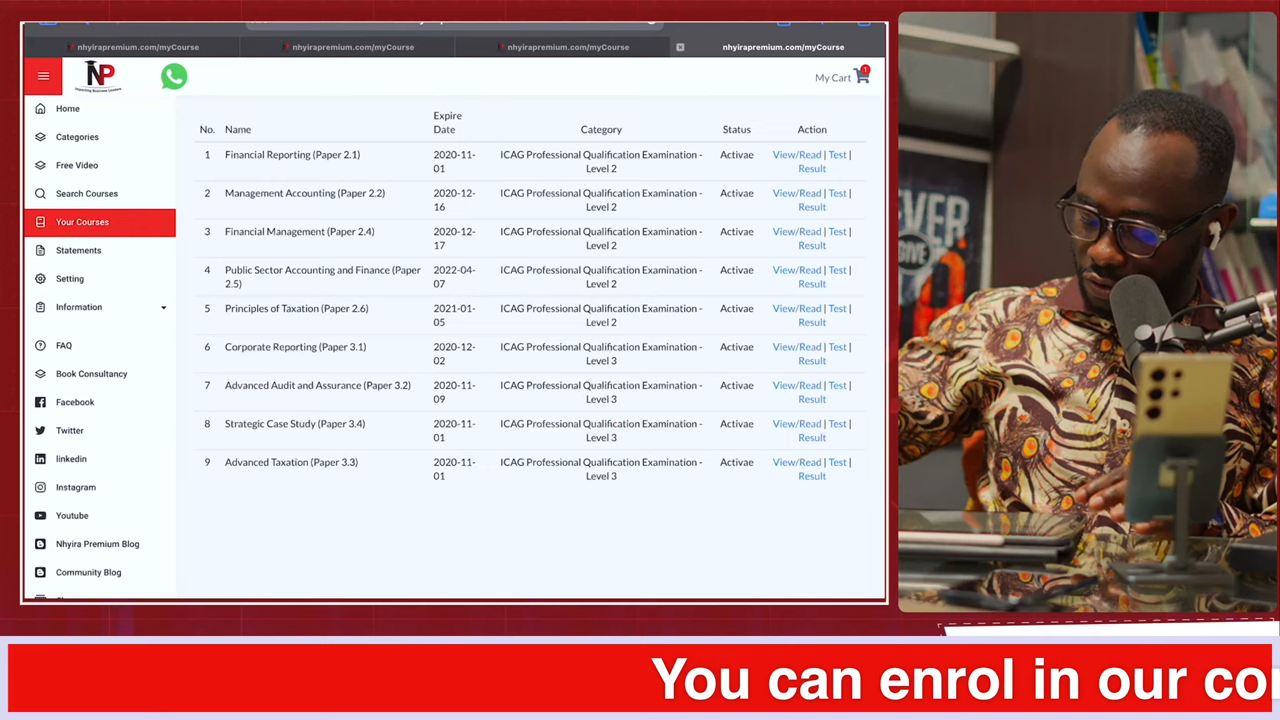 nhyirapremium.com/myCourse
nhyirapremium.com/myCourse
nhyirapremium.com/myCourse
nhyirapremium.com/myCourse
NP
My Cart
1
Home
Categories
Free Video
Search Courses
Your Courses
Statements
Setting
Information
FAQ
Book Consultancy
Facebook
Twitter
linkedin
Instagram
Youtube
Nhyira Premium Blog
Community Blog
No. Name Expire Date Category Status Action
1 Financial Reporting (Paper 2.1) 2020-11-01 ICAG Professional Qualification Examination - Level 2 Activae View/Read | Test | Result
2 Management Accounting (Paper 2.2) 2020-12-16 ICAG Professional Qualification Examination - Level 2 Activae View/Read | Test | Result
3 Financial Management (Paper 2.4) 2020-12-17 ICAG Professional Qualification Examination - Level 2 Activae View/Read | Test | Result
4 Public Sector Accounting and Finance (Paper 2.5) 2022-04-07 ICAG Professional Qualification Examination - Level 2 Activae View/Read | Test | Result
5 Principles of Taxation (Paper 2.6) 2021-01-05 ICAG Professional Qualification Examination - Level 2 Activae View/Read | Test | Result
6 Corporate Reporting (Paper 3.1) 2020-12-02 ICAG Professional Qualification Examination - Level 3 Activae View/Read | Test | Result
7 Advanced Audit and Assurance (Paper 3.2) 2020-11-09 ICAG Professional Qualification Examination - Level 3 Activae View/Read | Test | Result
8 Strategic Case Study (Paper 3.4) 2020-11-01 ICAG Professional Qualification Examination - Level 3 Activae View/Read | Test | Result
9 Advanced Taxation (Paper 3.3) 2020-11-01 ICAG Professional Qualification Examination - Level 3 Activae View/Read | Test | Result
You can enrol in our